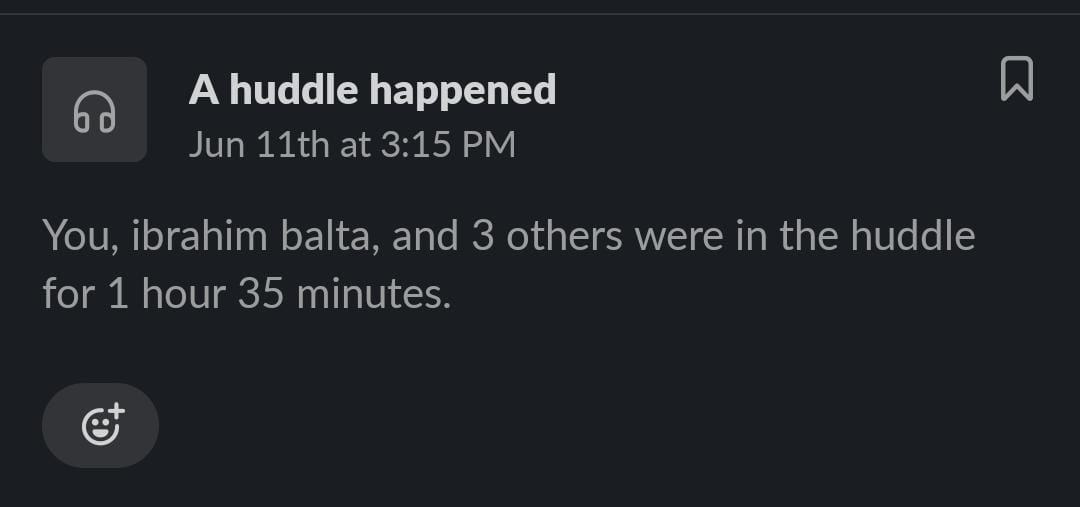 A huddle happened
Jun 11th at 3:15 PM
You, ibrahim balta, and 3 others were in the huddle
for 1 hour 35 minutes.